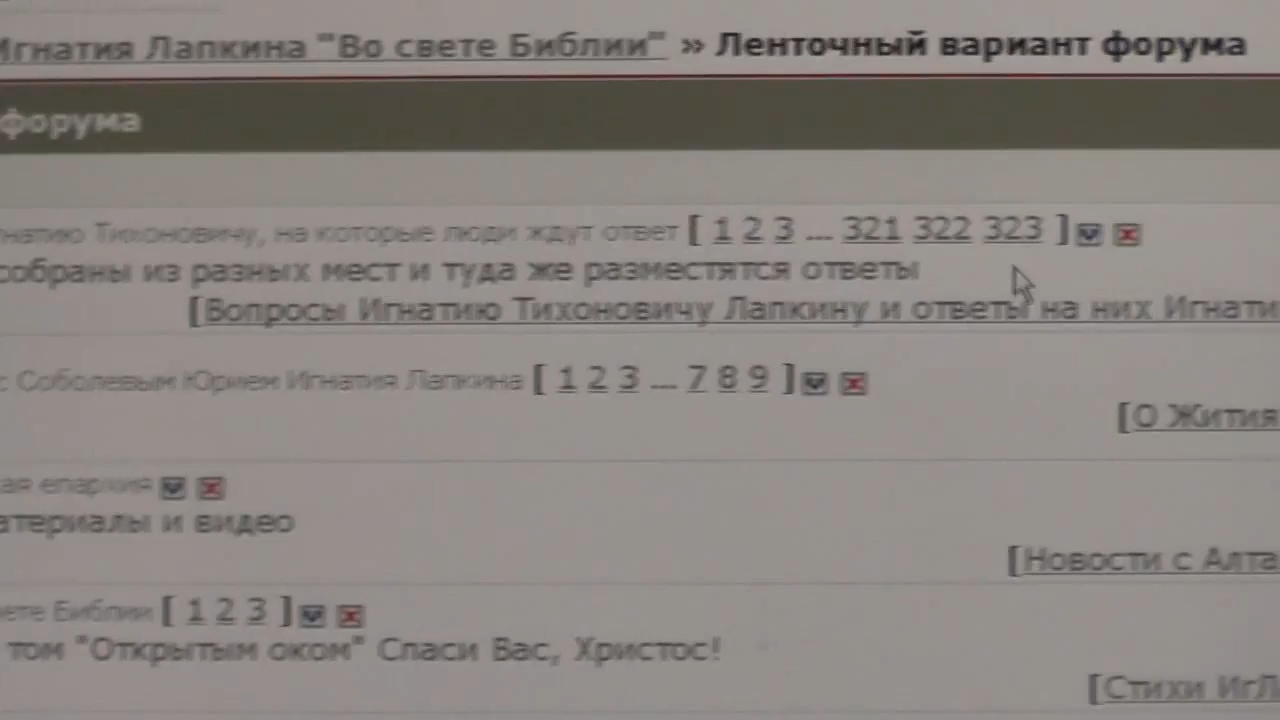 Игнатия Лапкина "Во свете Библии" » Ленточный вариант форума
форума
гнатию Тихоновичу, на которые люди ждут ответ [ 1 2 3 ... 321 322 323 ]
собраны из разных мест и туда же разместятся ответы
[Вопросы Игнатию Тихоновичу Лапкину и ответы на них Игнати
с Соболевым Юрием Игнатия Лапкина [ 1 2 3 ... 7 8 9 ]
[О Жития
ая епархия
атериалы и видео
[Новости с Алта
ете Библии [ 1 2 3 ]
том "Открытым оком" Спаси Вас, Христос!
[Стихи ИгЛ